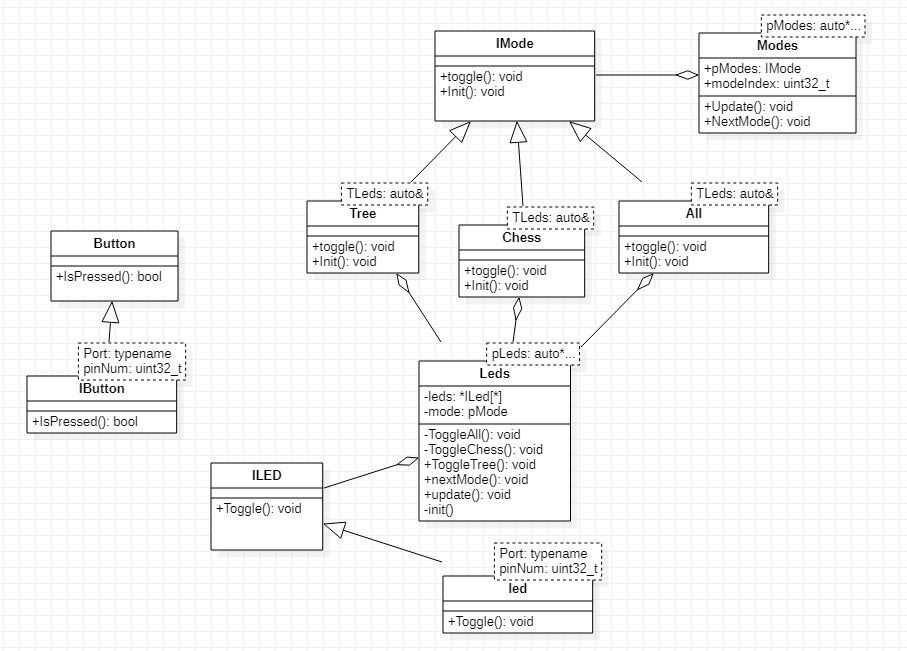 IMode
+toggle(): void
+Init(): void
pModes: auto*...
Modes
+pModes: IMode
+modeIndex: uint32_t
+Update(): void
+NextMode(): void
TLeds: auto&
Tree
+toggle(): void
+Init(): void
TLeds: auto&
Chess
+toggle(): void
+Init(): void
TLeds: auto&
All
+toggle(): void
+Init(): void
Button
+IsPressed(): bool
Port: typename
pinNum: uint32_t
IButton
+IsPressed(): bool
pLeds: auto*...
Leds
-leds: *ILed[*]
-mode: pMode
-ToggleAll(): void
-ToggleChess(): void
+ToggleTree(): void
+nextMode(): void
+update(): void
-init()
ILED
+Toggle(): void
Port: typename
pinNum: uint32_t
led
+Toggle(): void